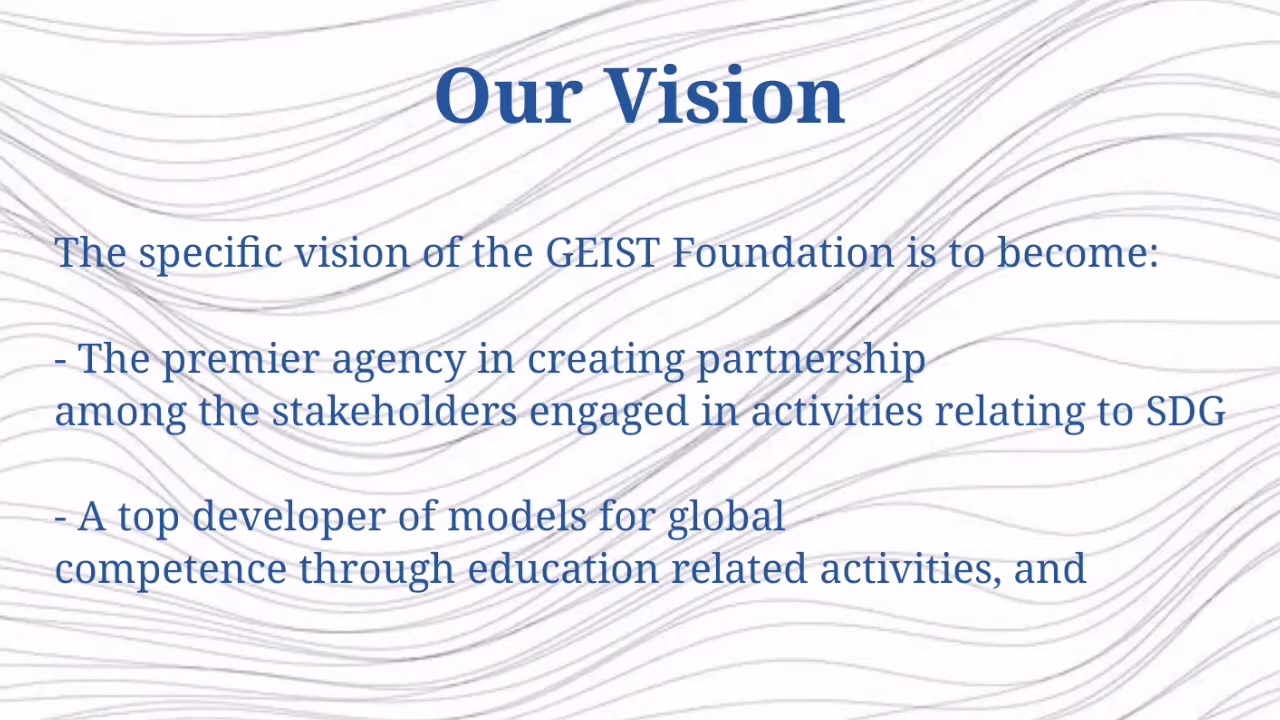 Our Vision
The specific vision of the GEIST Foundation is to become:
- The premier agency in creating partnership
among the stakeholders engaged in activities relating to SDG
- A top developer of models for global
competence through education related activities, and